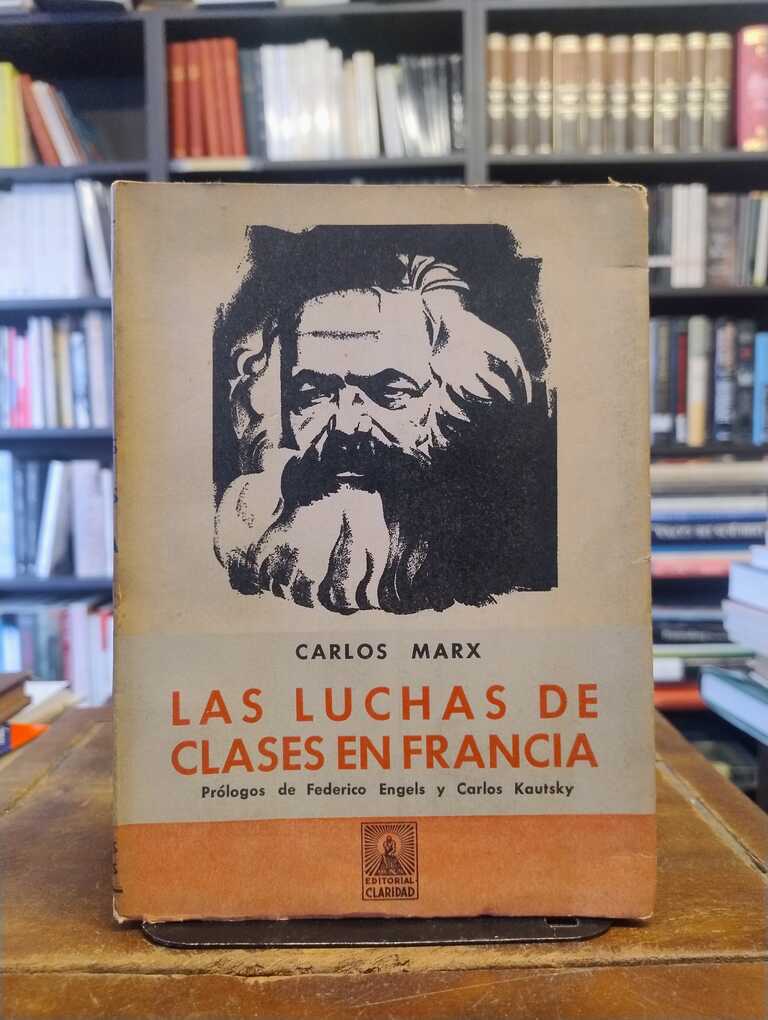 CARLOS MARX
LAS LUCHAS DE
CLASES EN FRANCIA
Prólogos de Federico Engels y Carlos Kautsky
EDITORIAL
CLARIDAD